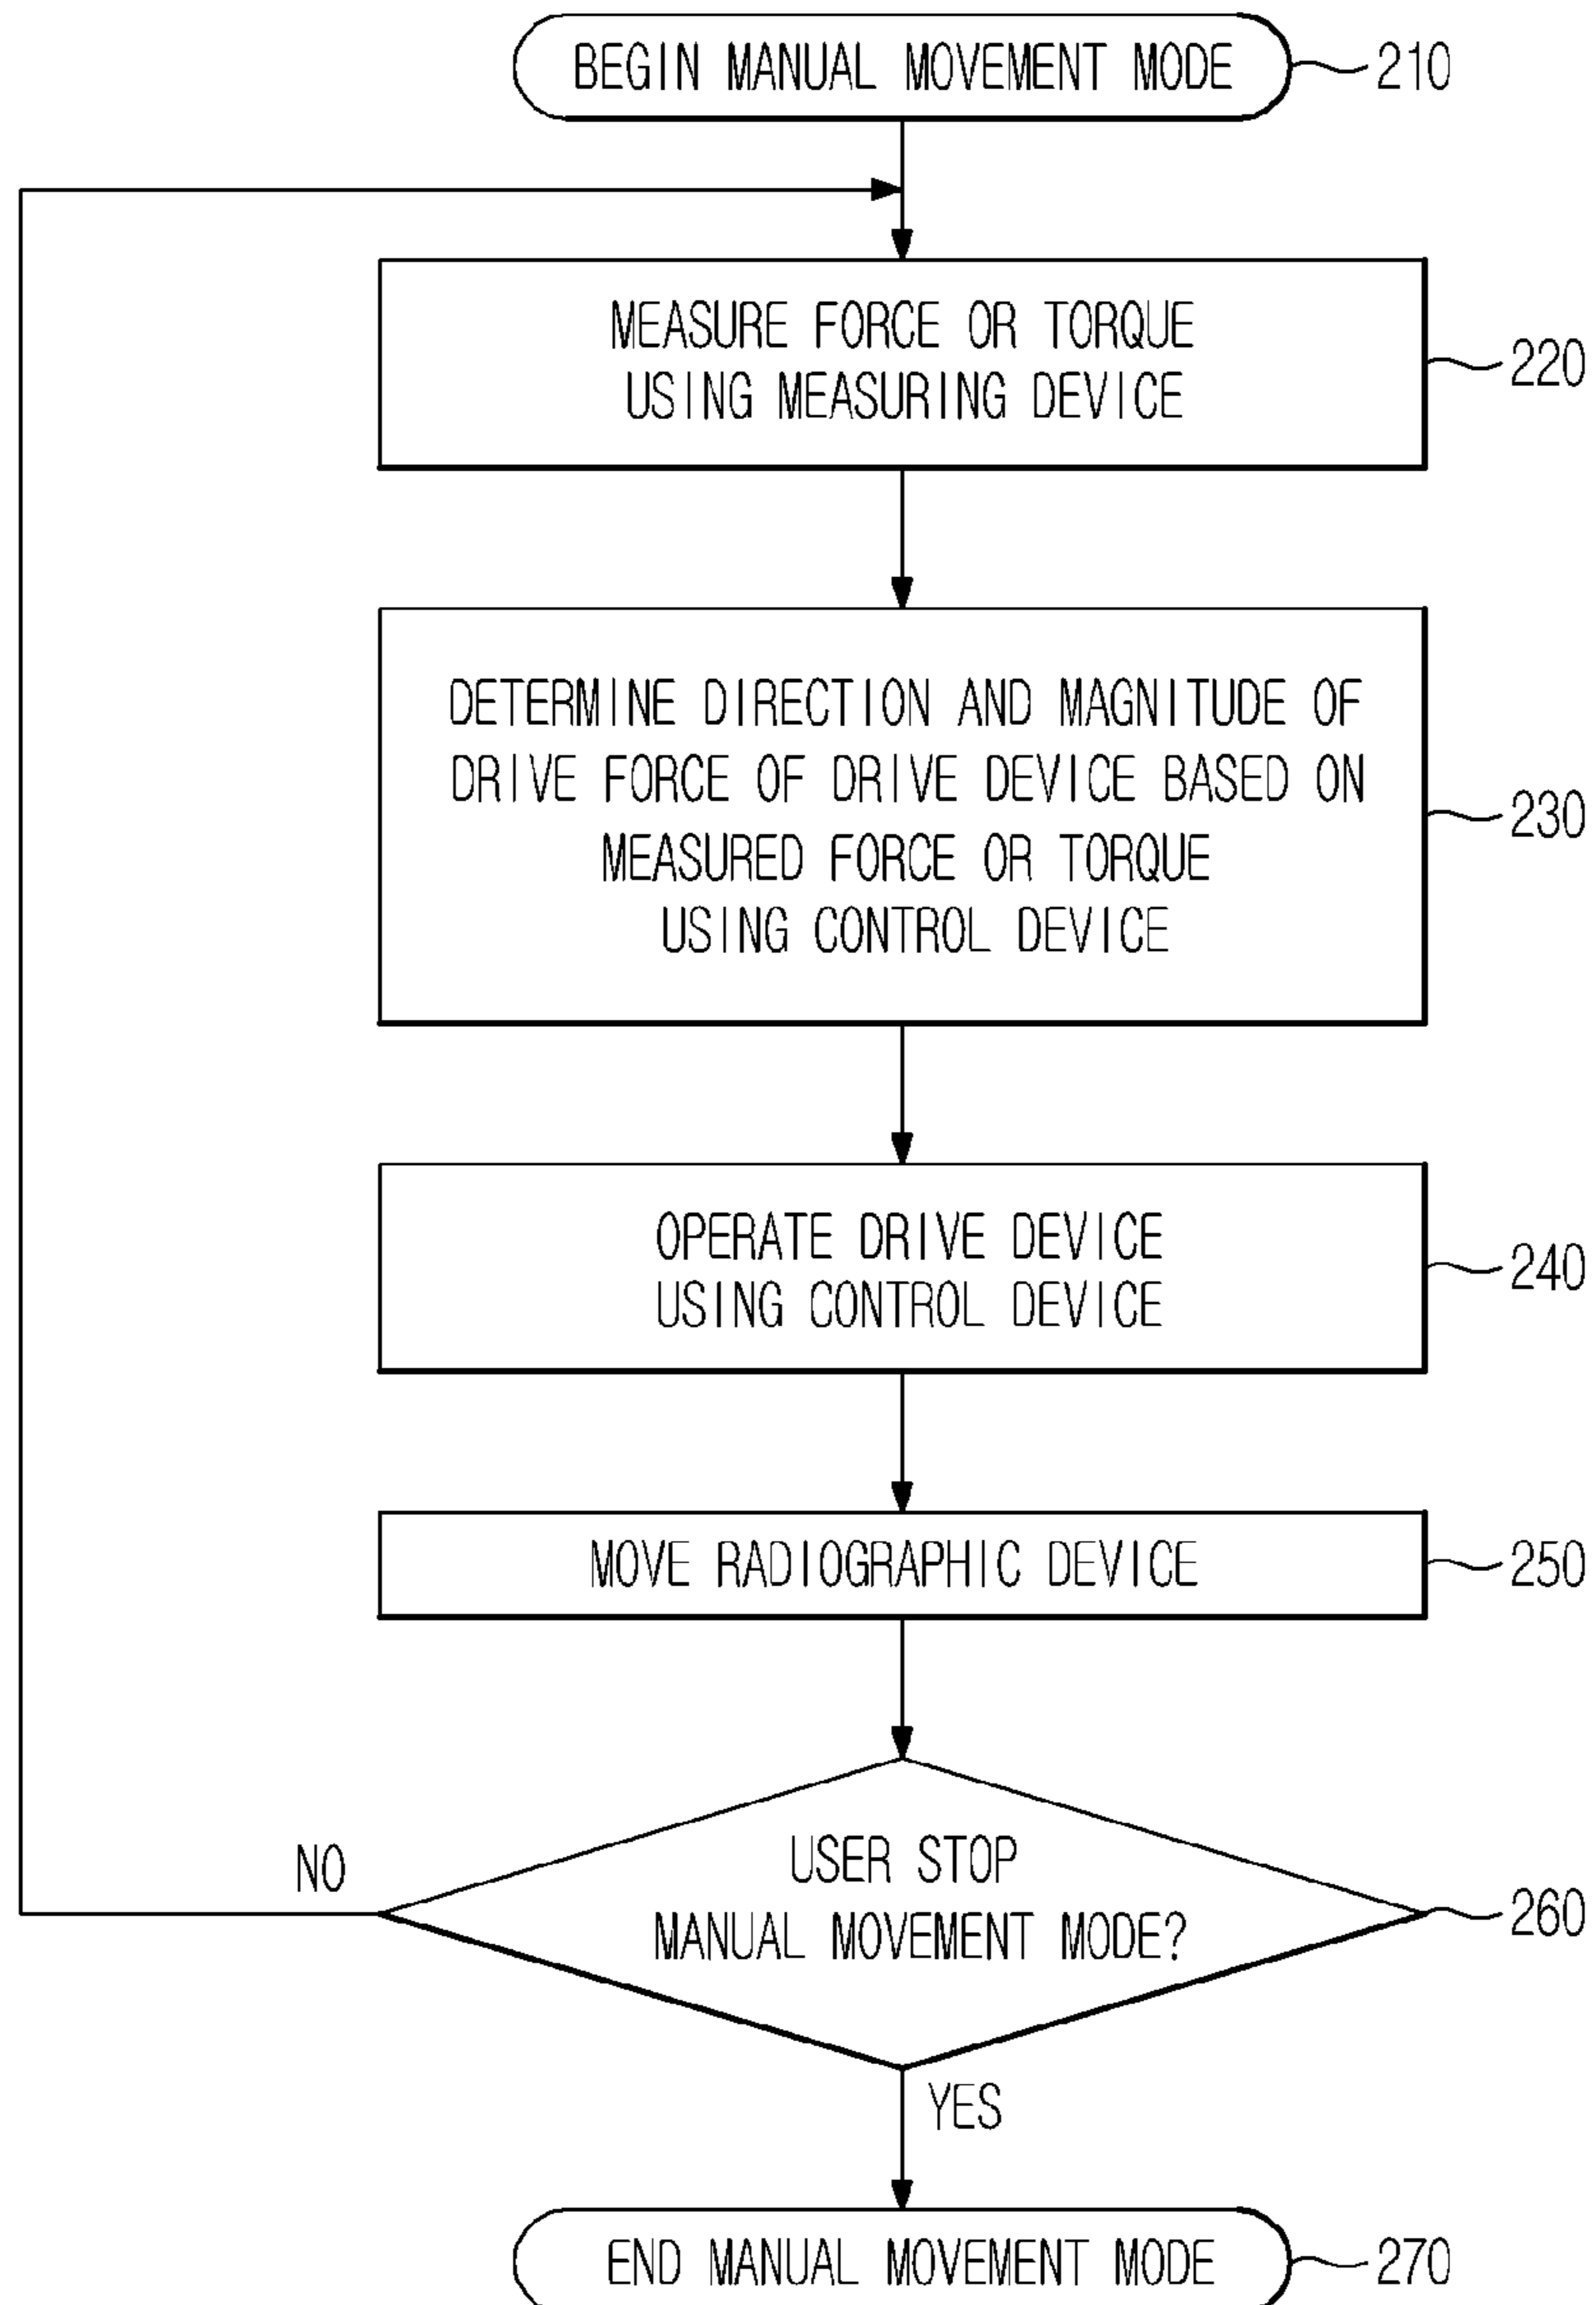 BEGIN MANUAL MOVEMENT MODE
210
MEASURE FORCE OR TORQUE
USING MEASURING DEVICE
220
DETERMINE DIRECTION AND MAGNITUDE OF
DRIVE FORCE OF DRIVE DEVICE BASED ON
MEASURED FORCE OR TORQUE
USING CONTROL DEVICE
230
OPERATE DRIVE DEVICE
USING CONTROL DEVICE
240
MOVE RADIOGRAPHIC DEVICE
250
USER STOP
MANUAL MOVEMENT MODE?
260
NO
YES
END MANUAL MOVEMENT MODE
270